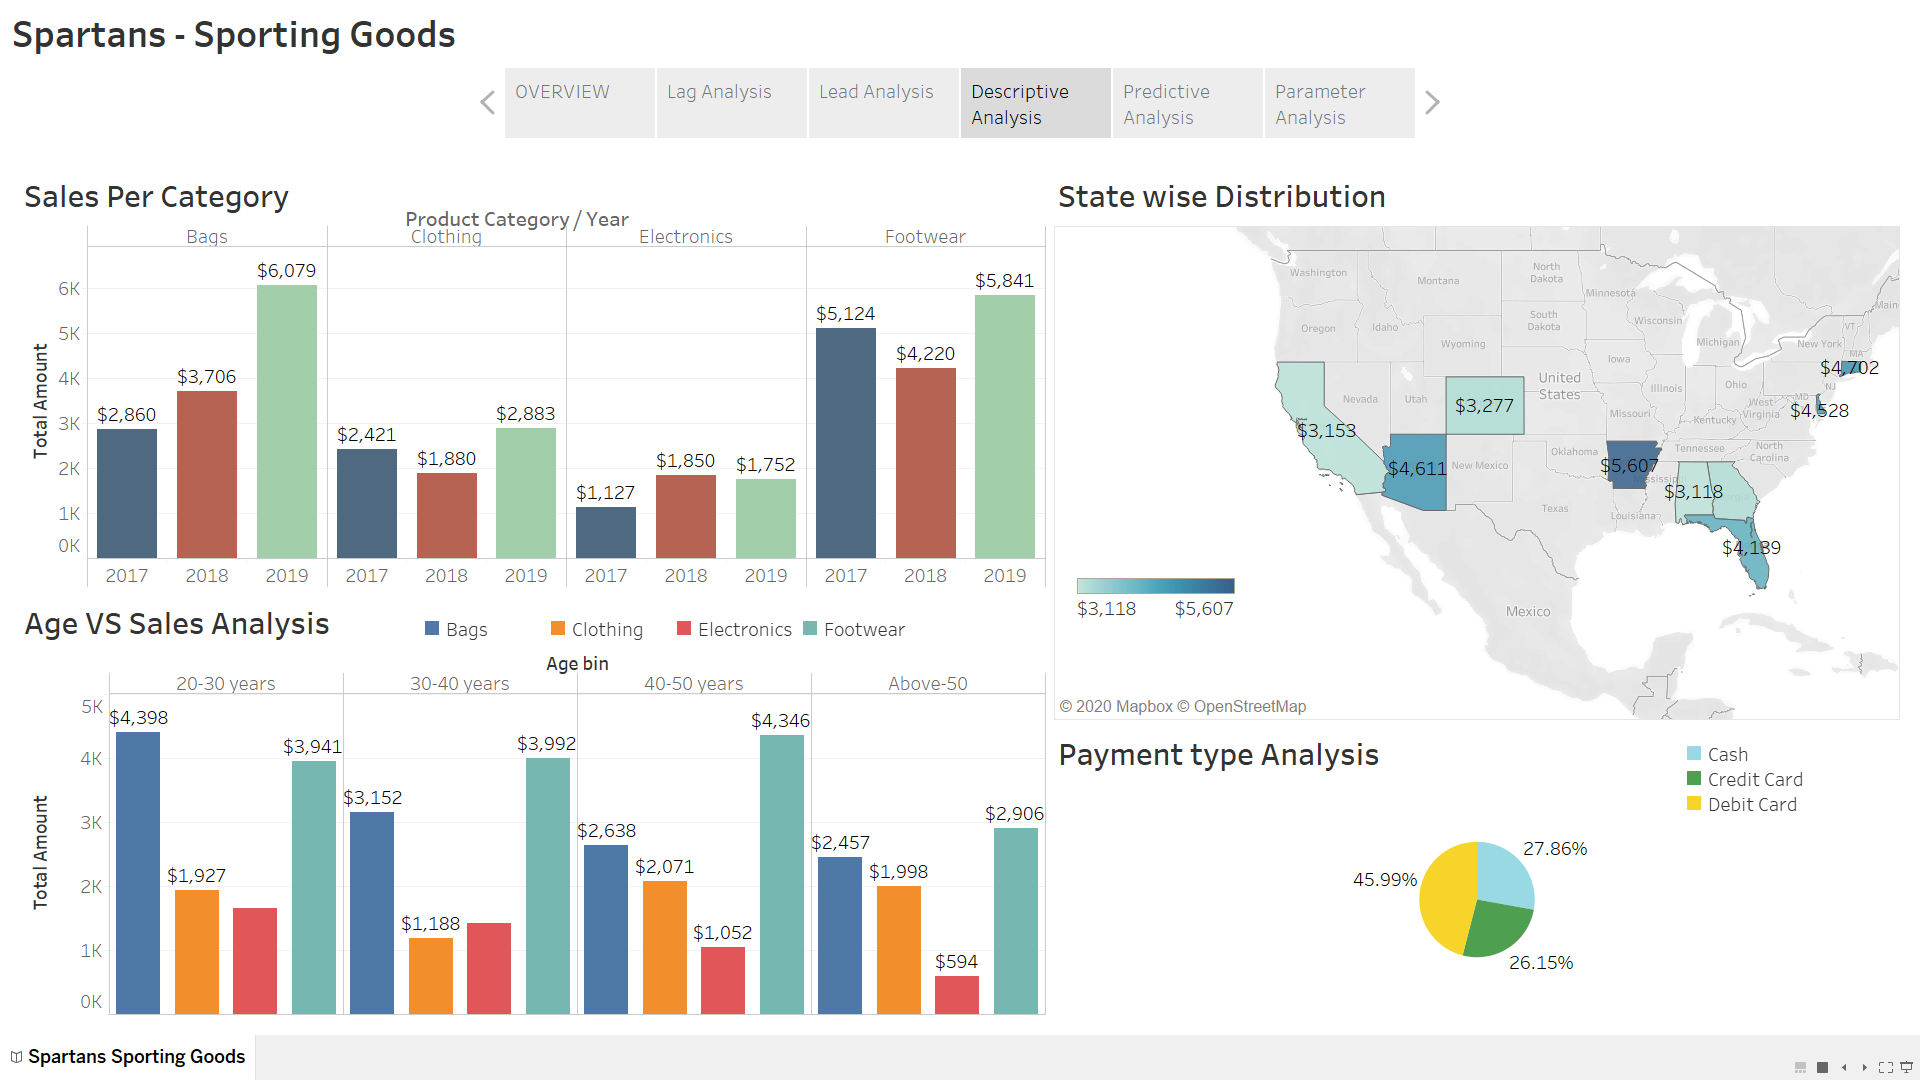 Spartans - Sporting Goods
OVERVIEW
Lag Analysis
Lead Analysis
Descriptive
Analysis
Predictive
Analysis
Parameter
Analysis
Sales Per Category
Product Category / Year
Bags
Clothing
Electronics
Footwear
Total Amount
6K
5K
4K
3K
2K
1K
0K
$2,860
$3,706
$6,079
$2,421
$1,880
$2,883
$1,127
$1,850
$1,752
$5,124
$4,220
$5,841
2017
2018
2019
2017
2018
2019
2017
2018
2019
2017
2018
2019
Age VS Sales Analysis
Bags
Clothing
Electronics
Footwear
Age bin
20-30 years
30-40 years
40-50 years
Above-50
Total Amount
5K
4K
3K
2K
1K
0K
$4,398
$1,927
$3,941
$3,152
$1,188
$3,992
$2,638
$2,071
$1,052
$4,346
$2,457
$1,998
$594
$2,906
State wise Distribution
Washington
Montana
North
Dakota
Minnesota
Maine
Oregon
Idaho
South
Dakota
Wisconsin
VT
Wyoming
Michigan
New York
MA
Iowa
$4,702
Nevada
Utah
United
States
Illinois
Ohio
NJ
MD
$3,277
$4,528
Missouri
West
Virginia
Kentucky
$3,153
Oklahoma
Tennessee
North
Carolina
$4,611
New Mexico
$5,607
Mississippi
$3,118
Texas
Louisiana
$4,139
$3,118
$5,607
Mexico
© 2020 Mapbox © OpenStreetMap
Payment type Analysis
Cash
Credit Card
Debit Card
27.86%
45.99%
26.15%
Spartans Sporting Goods